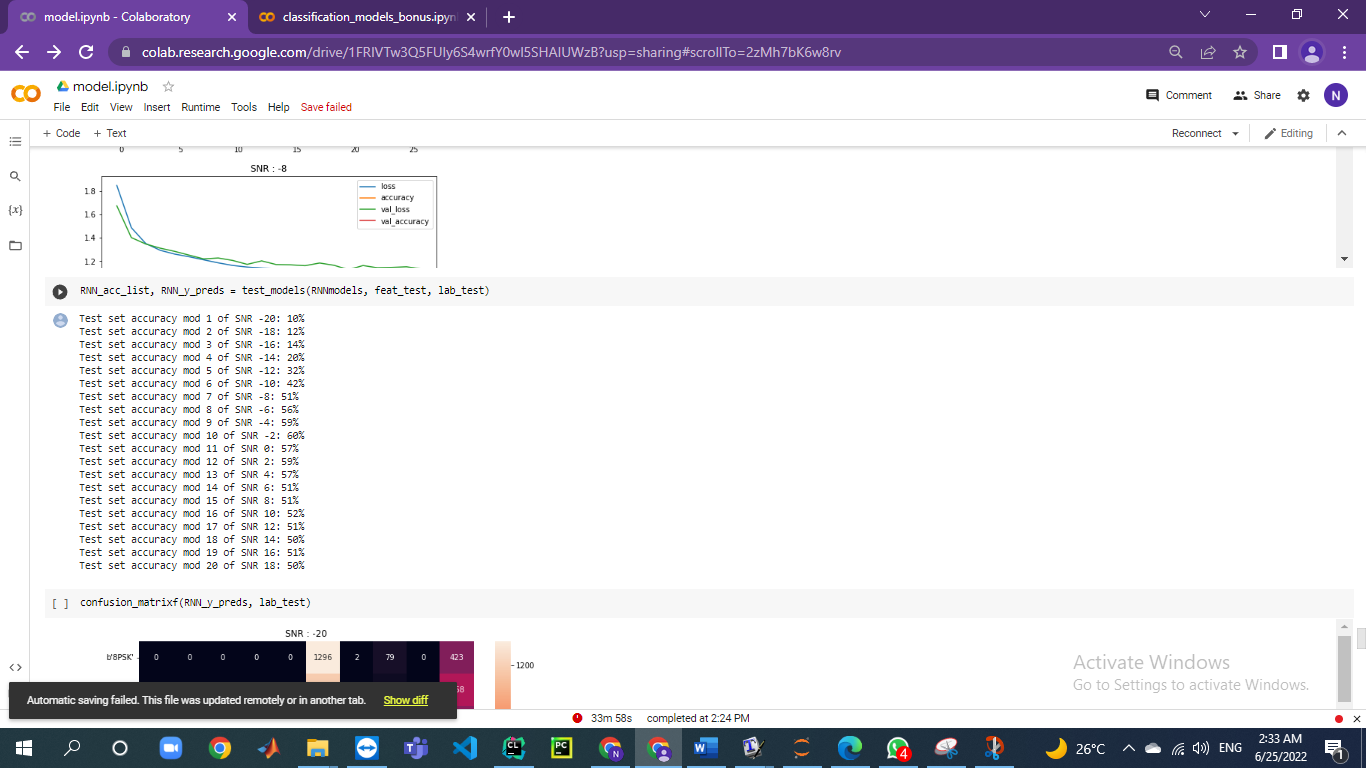 model.ipynb - Colaboratory
classification_models_bonus.ipyn
colab.research.google.com/drive/1FRlVTw3Q5FUIy6S4wrfY0wI5SHAIUWzB?usp=sharing#scrollTo=2zMh7bK6w8rv
model.ipynb
File Edit View Insert Runtime Tools Help Save failed
Comment Share N
+ Code + Text
Reconnect Editing
0 5 10 15 20 25
SNR : -8
1.8
1.6
1.4
1.2
loss
accuracy
val_loss
val_accuracy
{x}
RNN_acc_list, RNN_y_preds = test_models(RNNmodels, feat_test, lab_test)
Test set accuracy mod 1 of SNR -20: 10%
Test set accuracy mod 2 of SNR -18: 12%
Test set accuracy mod 3 of SNR -16: 14%
Test set accuracy mod 4 of SNR -14: 20%
Test set accuracy mod 5 of SNR -12: 32%
Test set accuracy mod 6 of SNR -10: 42%
Test set accuracy mod 7 of SNR -8: 51%
Test set accuracy mod 8 of SNR -6: 56%
Test set accuracy mod 9 of SNR -4: 59%
Test set accuracy mod 10 of SNR -2: 60%
Test set accuracy mod 11 of SNR 0: 57%
Test set accuracy mod 12 of SNR 2: 59%
Test set accuracy mod 13 of SNR 4: 57%
Test set accuracy mod 14 of SNR 6: 51%
Test set accuracy mod 15 of SNR 8: 51%
Test set accuracy mod 16 of SNR 10: 52%
Test set accuracy mod 17 of SNR 12: 51%
Test set accuracy mod 18 of SNR 14: 50%
Test set accuracy mod 19 of SNR 16: 51%
Test set accuracy mod 20 of SNR 18: 50%
[ ] confusion_matrixf(RNN_y_preds, lab_test)
SNR : -20
b'8PSK' 0 0 0 0 0 1296 2 79 0 423
1200
Activate Windows
Go to Settings to activate Windows.
Automatic saving failed. This file was updated remotely or in another tab. Show diff
33m 58s completed at 2:24 PM
26°C ENG
2:33 AM
6/25/2022
4
1